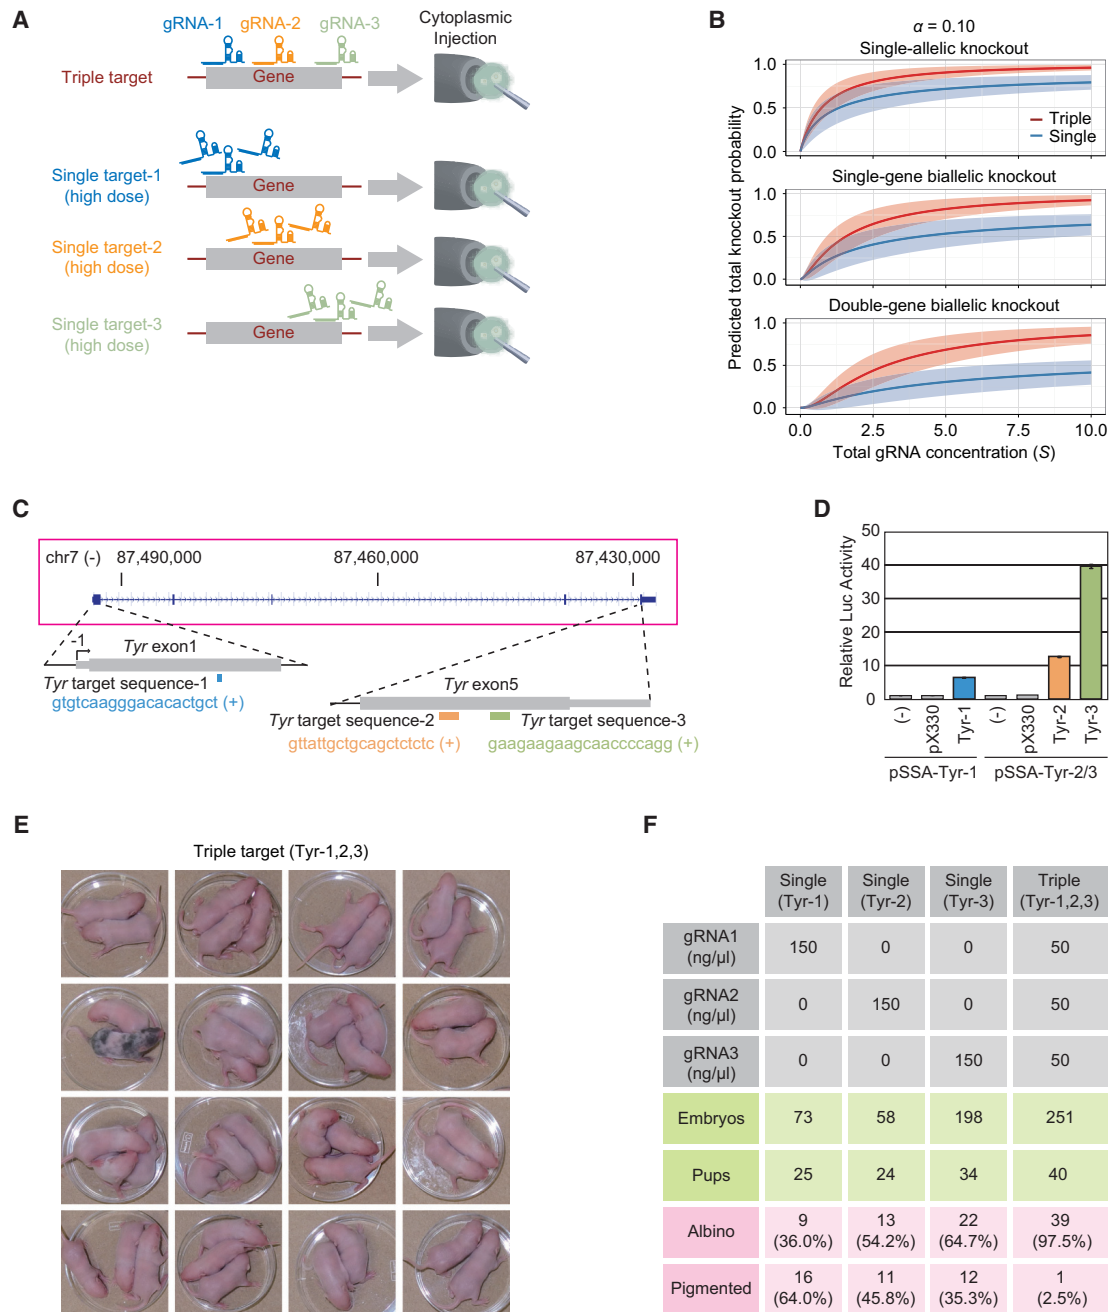 A
gRNA-1 gRNA-2 gRNA-3
Cytoplasmic
Injection
Triple target
Gene
Single target-1
(high dose)
Gene
Single target-2
(high dose)
Gene
Single target-3
(high dose)
Gene
B
α = 0.10
Single-allelic knockout
1.0
0.5
0.0
Triple
Single
Single-gene biallelic knockout
1.0
0.5
0.0
Double-gene biallelic knockout
1.0
0.5
0.0
0.0 2.5 5.0 7.5 10.0
Total gRNA concentration (S)
Predicted total knockout probability
C
chr7 (-) 87,490,000 87,460,000 87,430,000
-1
Tyr exon1
Tyr target sequence-1
gtgtcaagggacacactgct (+)
Tyr exon5
Tyr target sequence-2
gttattgctgcagctctctc (+)
Tyr target sequence-3
gaagaagaagcaaccccagg (+)
D
Relative Luc Activity
50
40
30
20
10
0
(-) pX330 Tyr-1 (-) pX330 Tyr-2 Tyr-3
pSSA-Tyr-1 pSSA-Tyr-2/3
E
Triple target (Tyr-1,2,3)
F
Single Single Single Triple
(Tyr-1) (Tyr-2) (Tyr-3) (Tyr-1,2,3)
gRNA1
(ng/µl) 150 0 0 50
gRNA2
(ng/µl) 0 150 0 50
gRNA3
(ng/µl) 0 0 150 50
Embryos 73 58 198 251
Pups 25 24 34 40
Albino 9 13 22 39
(36.0%) (54.2%) (64.7%) (97.5%)
Pigmented 16 11 12 1
(64.0%) (45.8%) (35.3%) (2.5%)